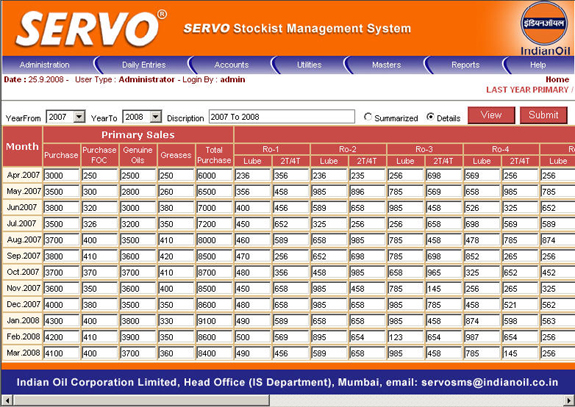 SERVO®
SERVO Stockist Management System
இந்தியன்ஆயில்
IndianOil
Administration Daily Entries Accounts Utilities Masters Reports Help
Date : 25.9.2008 - User Type : Administrator - Login By : admin Home
LAST YEAR PRIMARY /
YearFrom 2007 YearTo 2008 Discription 2007 To 2008 Summarized Details View Submit
Month Primary Sales
Ro-1 Ro-2 Ro-3 Ro-4
Purchase Purchase FOC Genuine Oils Greases Total Purchase Lube 2T/4T Lube 2T/4T Lube 2T/4T Lube 2T/4T Lube
Apr.2007 3000 250 2500 250 6000 236 356 236 235 256 698 569 256 256
May.2007 3500 300 2800 260 6500 356 458 985 896 785 569 658 985 785
Jun2007 3800 320 3000 380 7000 400 456 589 658 985 458 526 325 652
Jul.2007 3500 326 3200 350 7200 450 652 325 256 256 658 698 569 589
Aug.2007 3700 400 3500 410 8000 460 589 658 985 785 458 478 785 874
Sep.2007 3800 410 3600 420 8500 470 256 652 698 785 698 852 265 256
Oct.2007 3700 370 3700 410 8700 480 356 458 985 658 965 325 652 452
Nov.2007 3600 350 3600 400 8500 450 658 985 658 785 145 256 265 325
Dec.2007 4000 380 3500 350 8600 480 658 985 658 785 458 521 562
Jan.2008 4300 400 3800 330 9100 490 589 658 658 985 458 874 598 563
Feb.2008 4200 410 3900 350 8600 500 569 895 654 123 654 987 654 256
Mar.2008 4100 400 3700 360 8400 490 456 589 658 985 458 785 145 256
Indian Oil Corporation Limited, Head Office (IS Department), Mumbai, email: servosms@indianoil.co.in